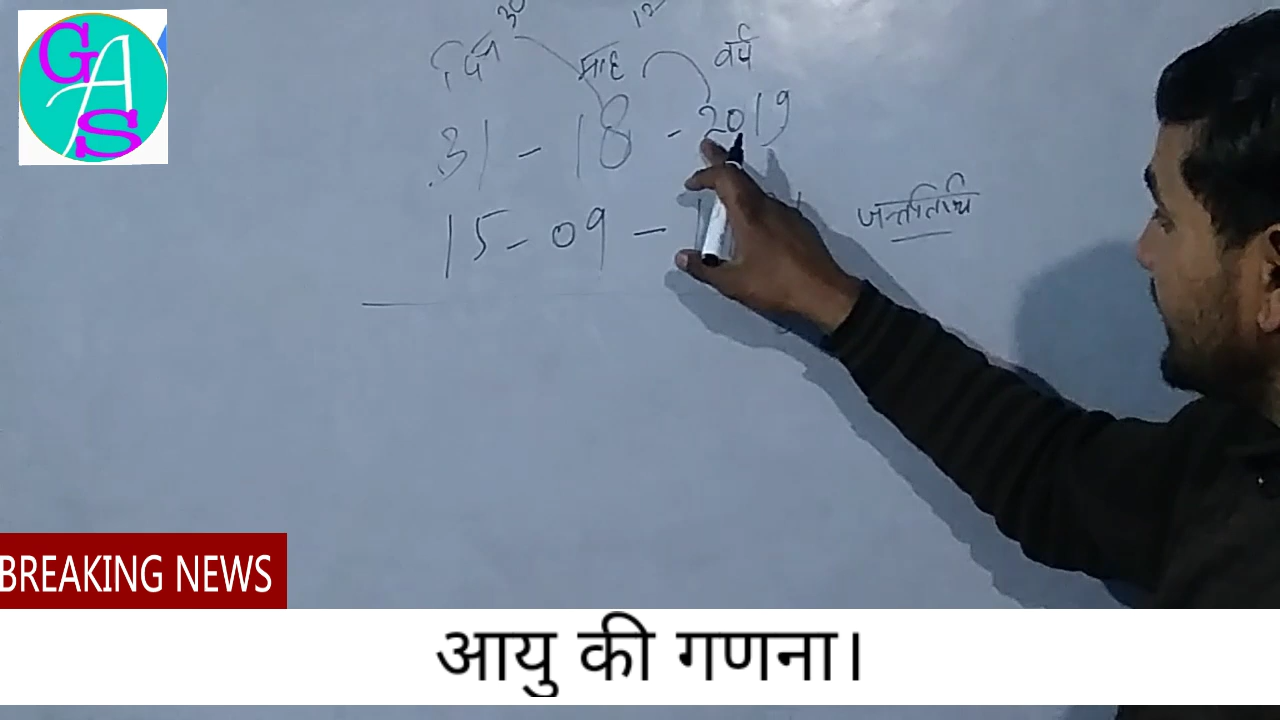 GAS
30 12
दिन माह वर्ष
31 - 18 - 2019
15 - 09 - जन्मतिथि
BREAKING NEWS
आयु की गणना।